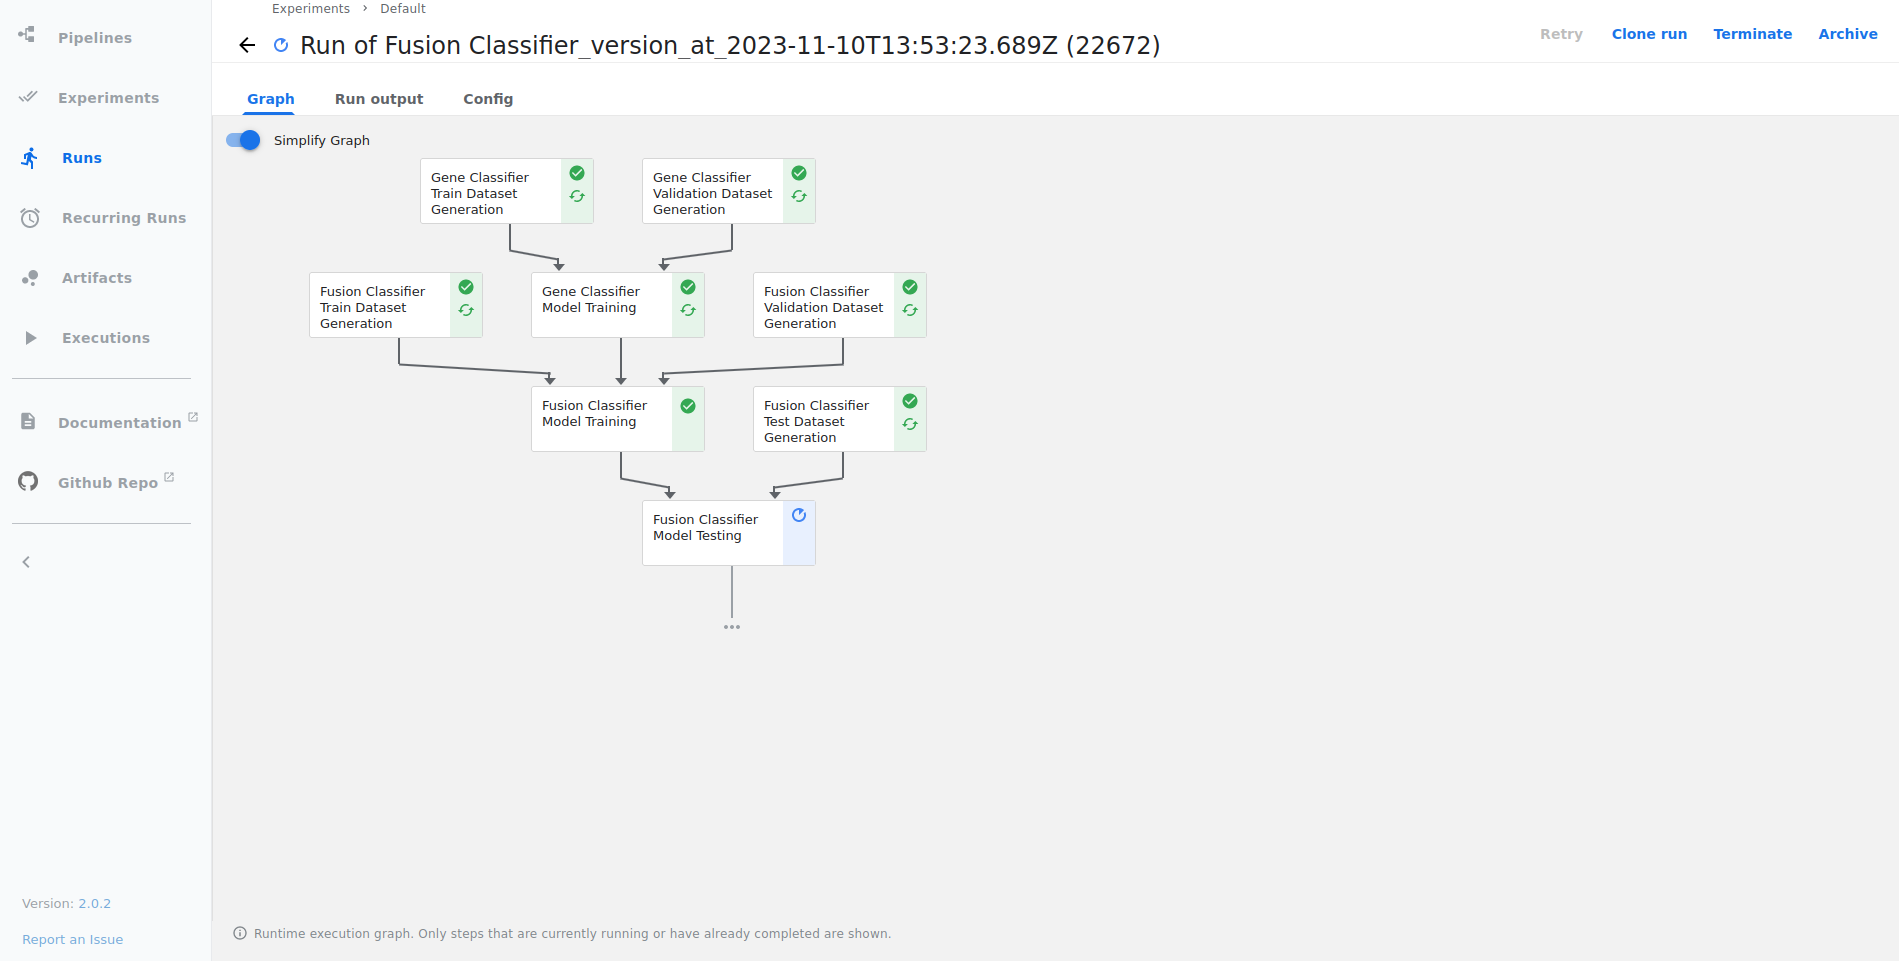 Pipelines
Experiments
Runs
Recurring Runs
Artifacts
Executions
Documentation
Github Repo
Version: 2.0.2
Report an Issue
Experiments > Default
Run of Fusion Classifier_version_at_2023-11-10T13:53:23.689Z (22672)
Retry Clone run Terminate Archive
Graph Run output Config
Simplify Graph
Gene Classifier
Train Dataset
Generation
Gene Classifier
Validation Dataset
Generation
Fusion Classifier
Train Dataset
Generation
Gene Classifier
Model Training
Fusion Classifier
Validation Dataset
Generation
Fusion Classifier
Model Training
Fusion Classifier
Test Dataset
Generation
Fusion Classifier
Model Testing
Runtime execution graph. Only steps that are currently running or have already completed are shown.